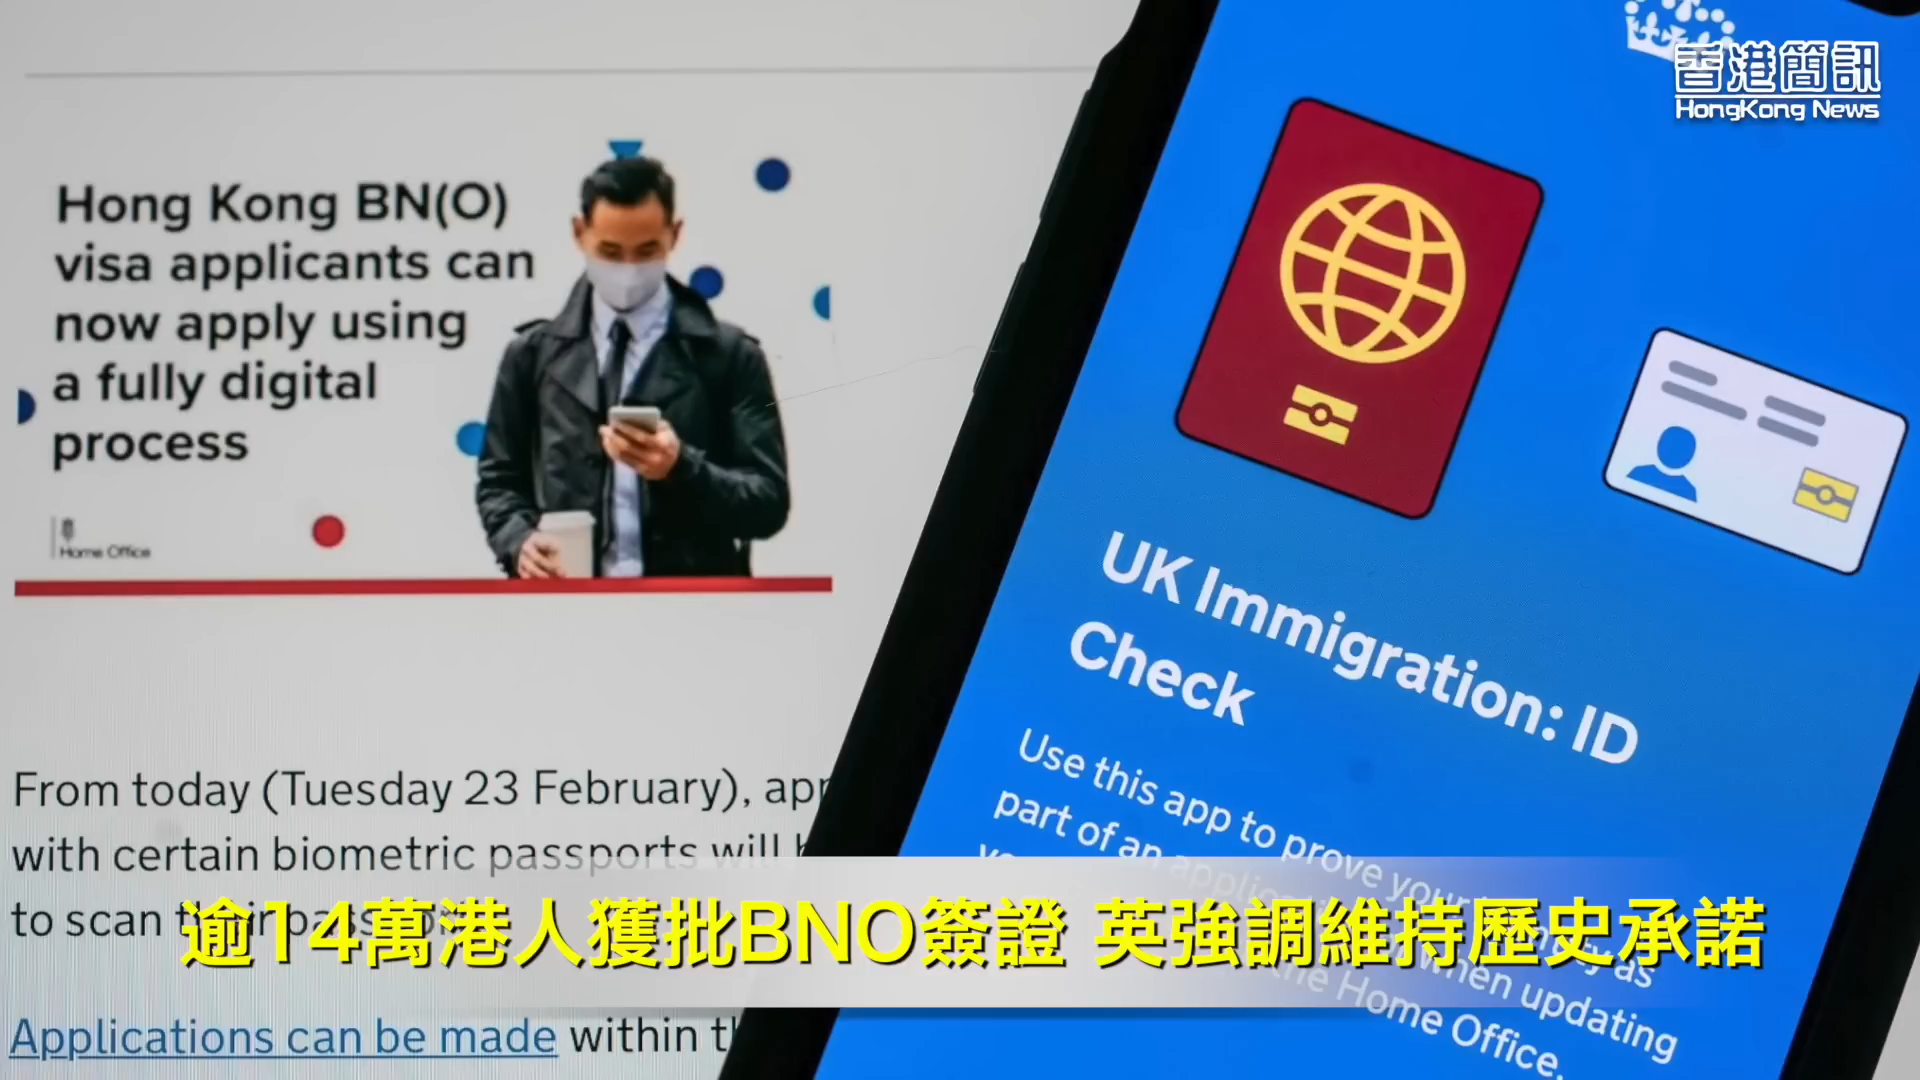 香港簡訊
HongKong News
Hong Kong BN(O)
visa applicants can
now apply using
a fully digital
process
Home Office
From today (Tuesday 23 February), app
with certain biometric passports will
to scan
Applications can be made within
UK Immigration: ID
Check
Use this app to prove your
part of an
when updating
the Home Office.
逾14萬港人獲批BNO簽證 英強調維持歷史承諾